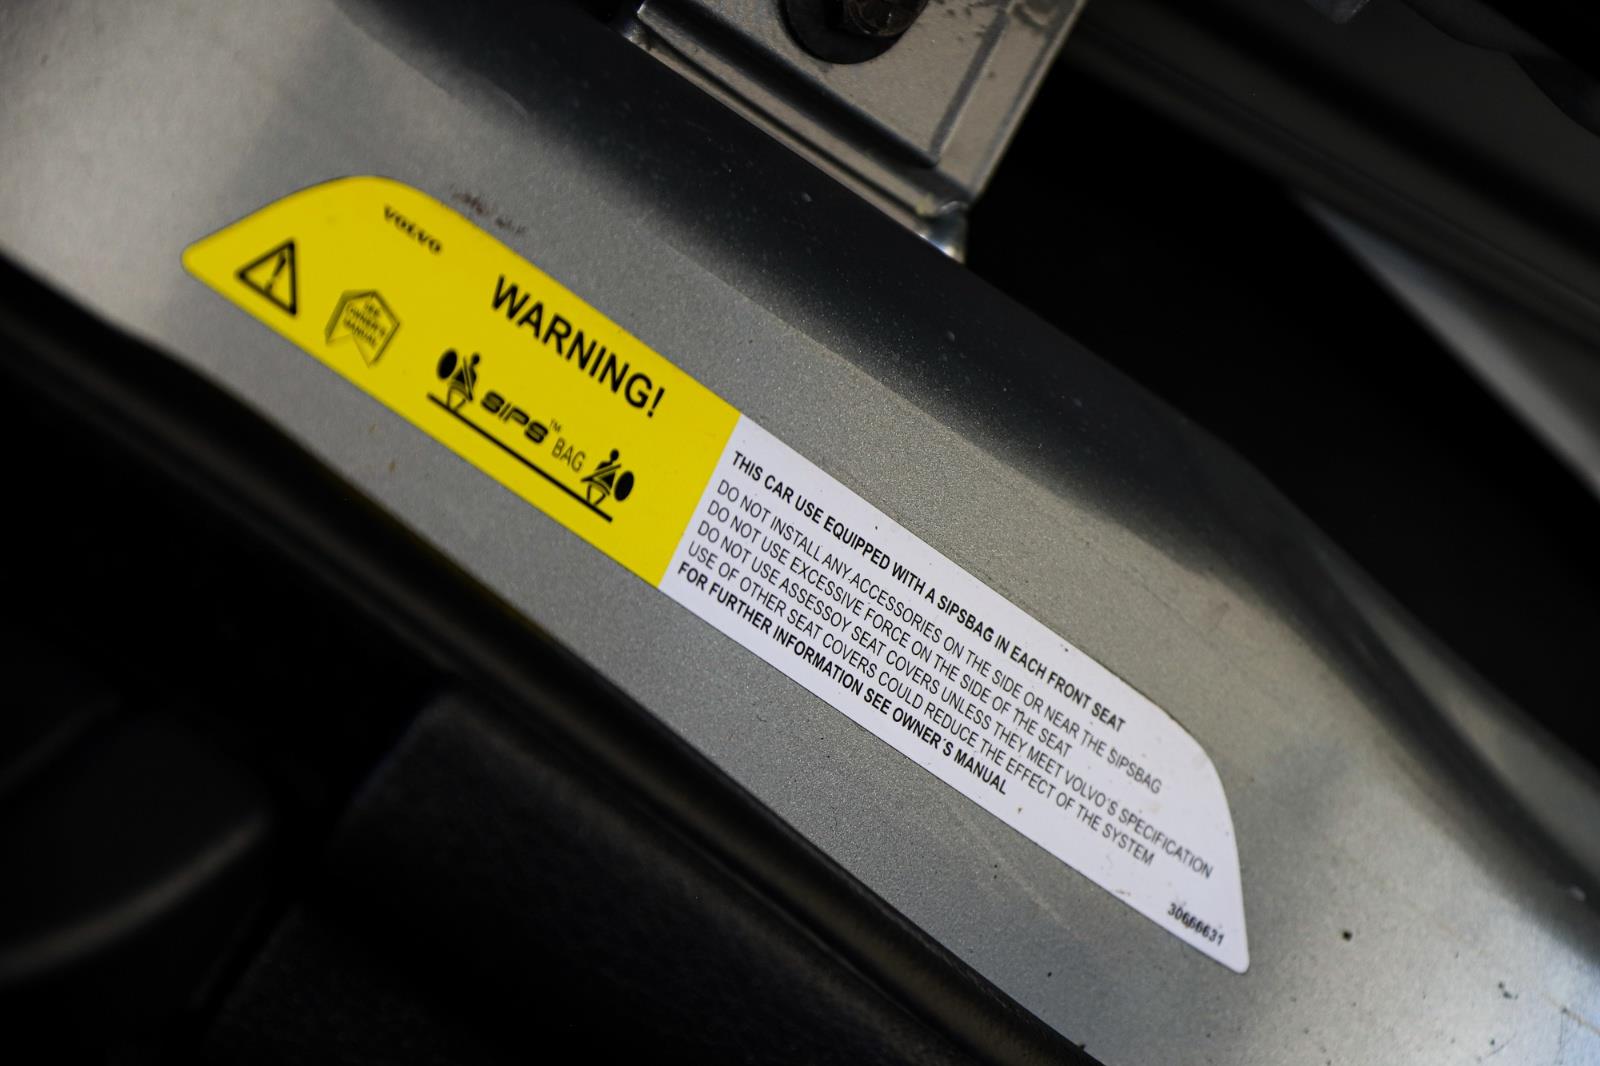 VOLVO
WARNING!
SEE
OWNER'S
MANUAL
SIPS™ BAG
THIS CAR USE EQUIPPED WITH A SIPSBAG IN EACH FRONT SEAT
DO NOT INSTALL ANY ACCESSORIES ON THE SIDE OR NEAR THE SIPSBAG
DO NOT USE EXCESSIVE FORCE ON THE SIDE OF THE SEAT
DO NOT USE ASSESSOY SEAT COVERS UNLESS THEY MEET VOLVO´S SPECIFICATION
USE OF OTHER SEAT COVERS COULD REDUCE THE EFFECT OF THE SYSTEM
FOR FURTHER INFORMATION SEE OWNER´S MANUAL
30666631